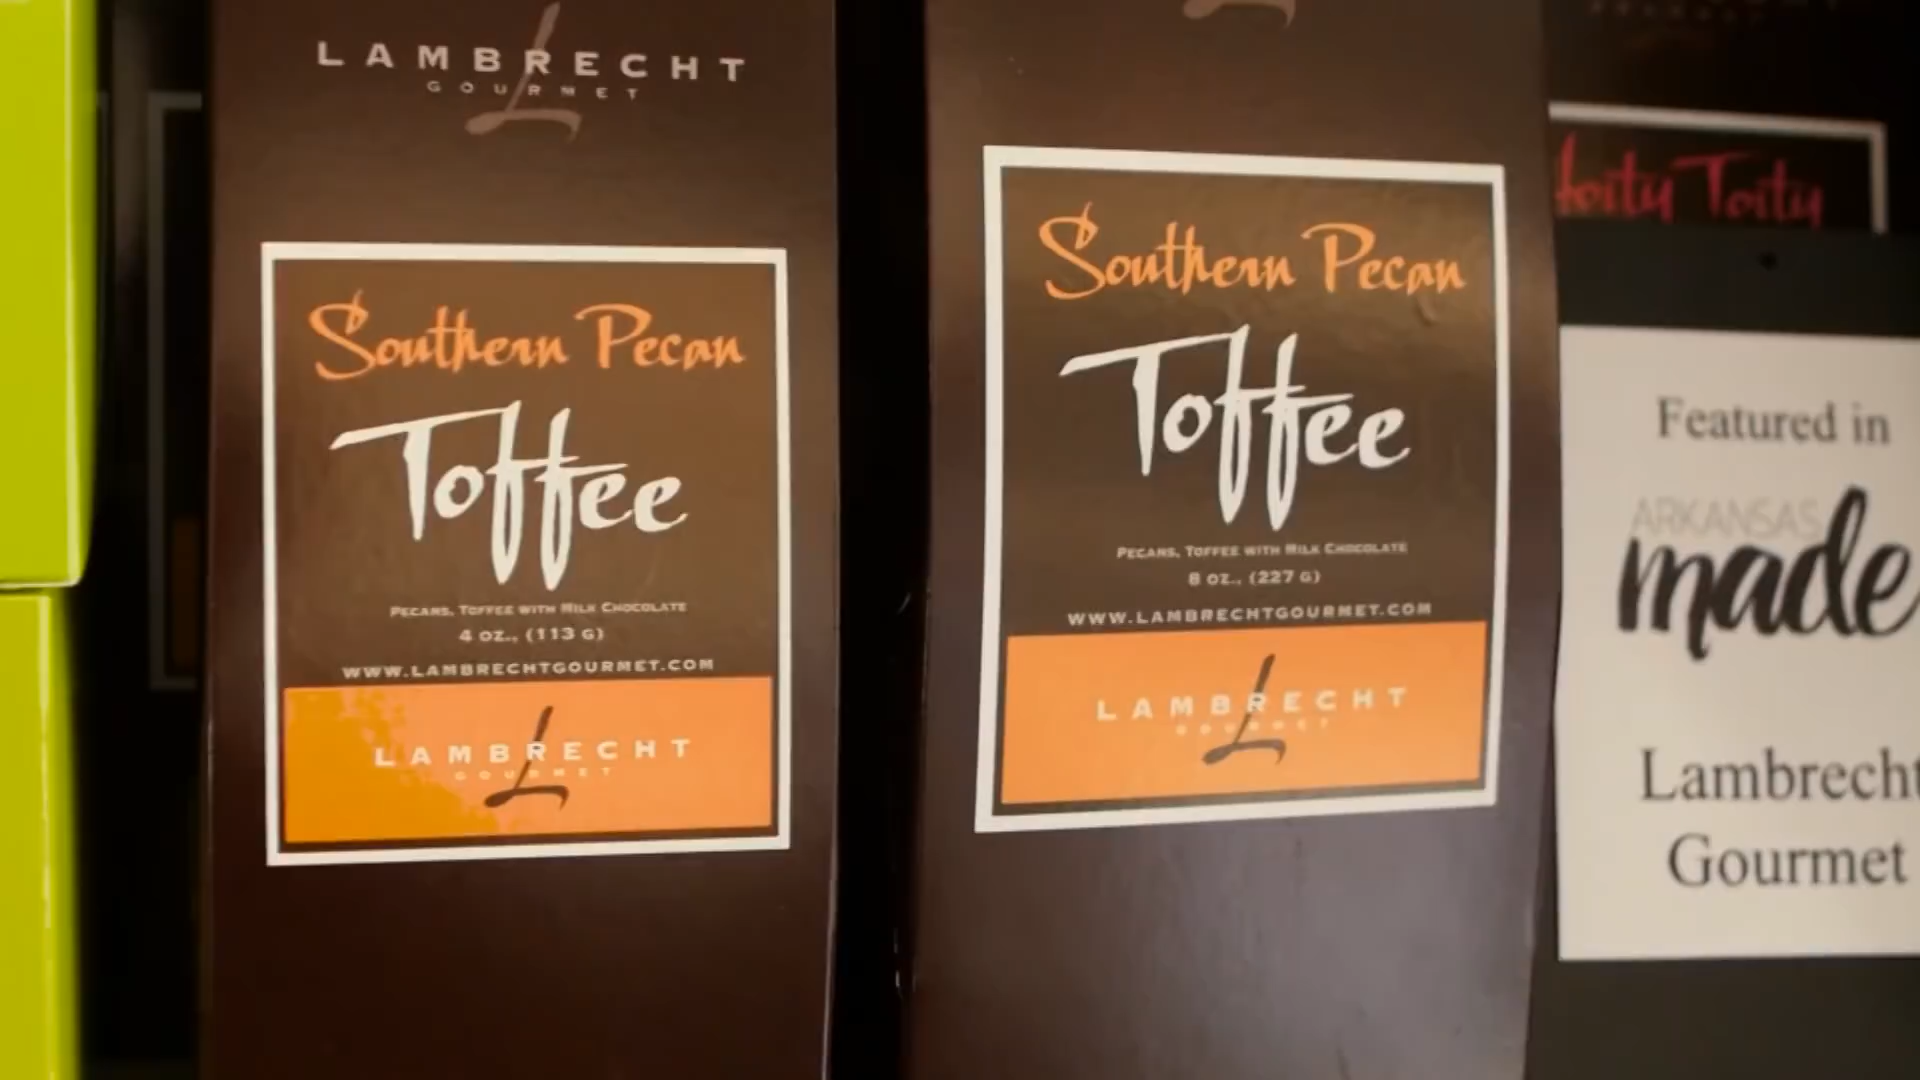 LAMBRECHT
GOURMET
Southern Pecan
Toffee
PECANS, TOFFEE WITH MILK CHOCOLATE
4 OZ., (113 G)
WWW.LAMBRECHTGOURMET.COM
L
LAMBRECHT
GOURMET
Southern Pecan
Toffee
PECANS, TOFFEE WITH MILK CHOCOLATE
8 OZ., (227 G)
WWW.LAMBRECHTGOURMET.COM
L
LAMBRECHT
GOURMET
Toity
Featured in
ARKANSAS
made
Lambrecht
Gourmet